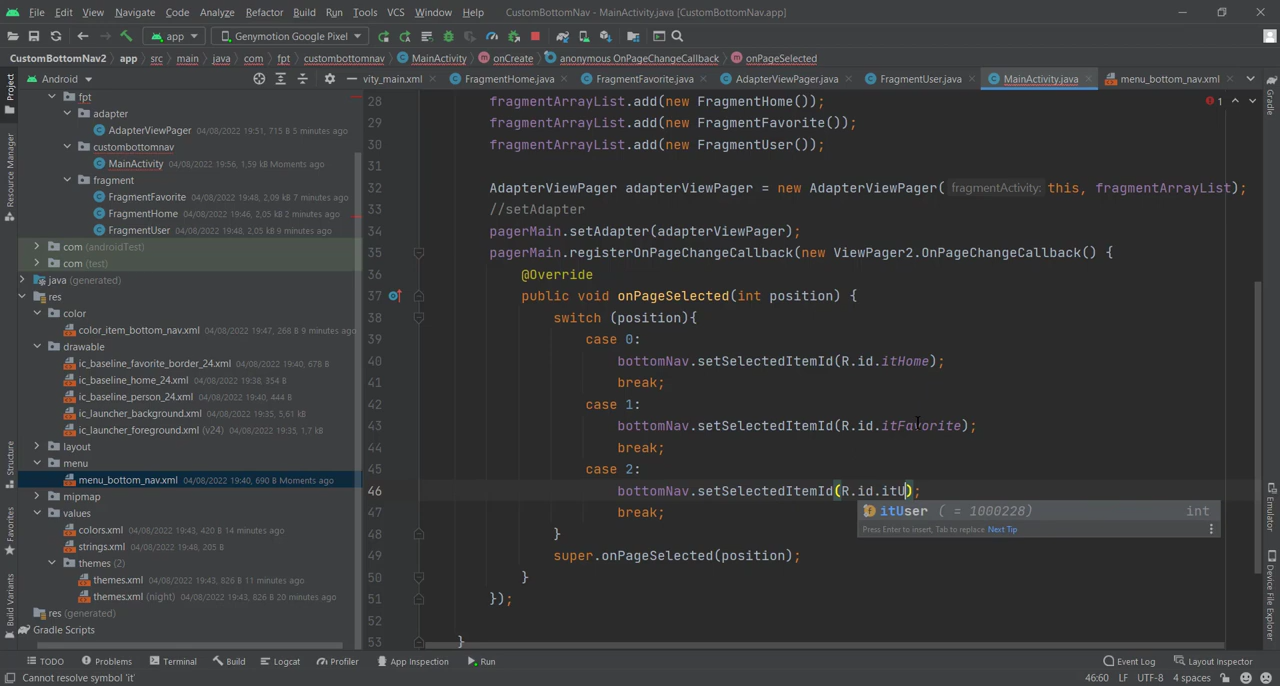 File Edit View Navigate Code Analyze Refactor Build Run Tools VCS Window Help CustomBottomNav - MainActivity.java [CustomBottomNav.app]
app Genymotion Google Pixel
CustomBottomNav2 app src main java com fpt custombottomnav MainActivity onCreate anonymous OnPageChangeCallback onPageSelected
Android vity_main.xml FragmentHome.java FragmentFavorite.java AdapterViewPager.java FragmentUser.java MainActivity.java menu_bottom_nav.xml
Project
Resource Manager
Structure
Favorites
Build Variants
fpt
adapter
AdapterViewPager 04/08/2022 19:51, 715 B 5 minutes ago
custombottomnav
MainActivity 04/08/2022 19:56, 1,59 kB Moments ago
fragment
FragmentFavorite 04/08/2022 19:48, 2,09 kB 7 minutes ago
FragmentHome 04/08/2022 19:46, 2,05 kB 2 minutes ago
FragmentUser 04/08/2022 19:48, 2,05 kB 9 minutes ago
com (androidTest)
com (test)
java (generated)
res
color
color_item_bottom_nav.xml 04/08/2022 19:47, 268 B 9 minutes ago
drawable
ic_baseline_favorite_border_24.xml 04/08/2022 19:40, 678 B
ic_baseline_home_24.xml 04/08/2022 19:38, 354 B
ic_baseline_person_24.xml 04/08/2022 19:40, 444 B
ic_launcher_background.xml 04/08/2022 19:35, 5,61 kB
ic_launcher_foreground.xml (v24) 04/08/2022 19:35, 1,7 kB
layout
menu
menu_bottom_nav.xml 04/08/2022 19:40, 690 B Moments ago
mipmap
values
colors.xml 04/08/2022 19:43, 420 B 14 minutes ago
strings.xml 04/08/2022 19:48, 205 B
themes (2)
themes.xml 04/08/2022 19:43, 826 B 11 minutes ago
themes.xml (night) 04/08/2022 19:43, 826 B 20 minutes ago
res (generated)
Gradle Scripts
1
28 fragmentArrayList.add(new FragmentHome());
29 fragmentArrayList.add(new FragmentFavorite());
30 fragmentArrayList.add(new FragmentUser());
31
32 AdapterViewPager adapterViewPager = new AdapterViewPager( fragmentActivity: this, fragmentArrayList);
33 //setAdapter
34 pagerMain.setAdapter(adapterViewPager);
35 pagerMain.registerOnPageChangeCallback(new ViewPager2.OnPageChangeCallback() {
36 @Override
37 public void onPageSelected(int position) {
38 switch (position){
39 case 0:
40 bottomNav.setSelectedItemId(R.id.itHome);
41 break;
42 case 1:
43 bottomNav.setSelectedItemId(R.id.itFavorite);
44 break;
45 case 2:
46 bottomNav.setSelectedItemId(R.id.itU);
itUser ( = 1000228) int
Press Enter to insert, Tab to replace Next Tip
47 break;
48 }
49 super.onPageSelected(position);
50 }
51 });
52
53 }
Gradle
Emulator
Device File Explorer
TODO Problems Terminal Build Logcat Profiler App Inspection Run Event Log Layout Inspector
Cannot resolve symbol 'it' 46:60 LF UTF-8 4 spaces